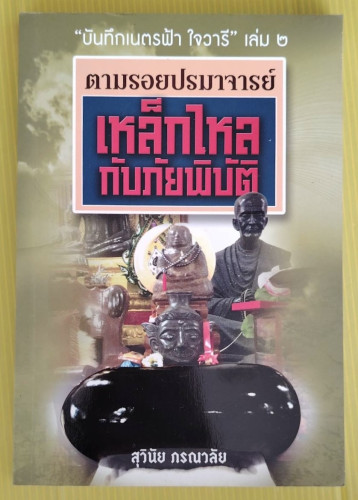 “บันทึกเนตรฟ้า ใจวารี” เล่ม ๒
ตามรอยปรมาจารย์
เหล็กไหล
กับภัยพิบัติ
สุวินัย ภรณวลัย